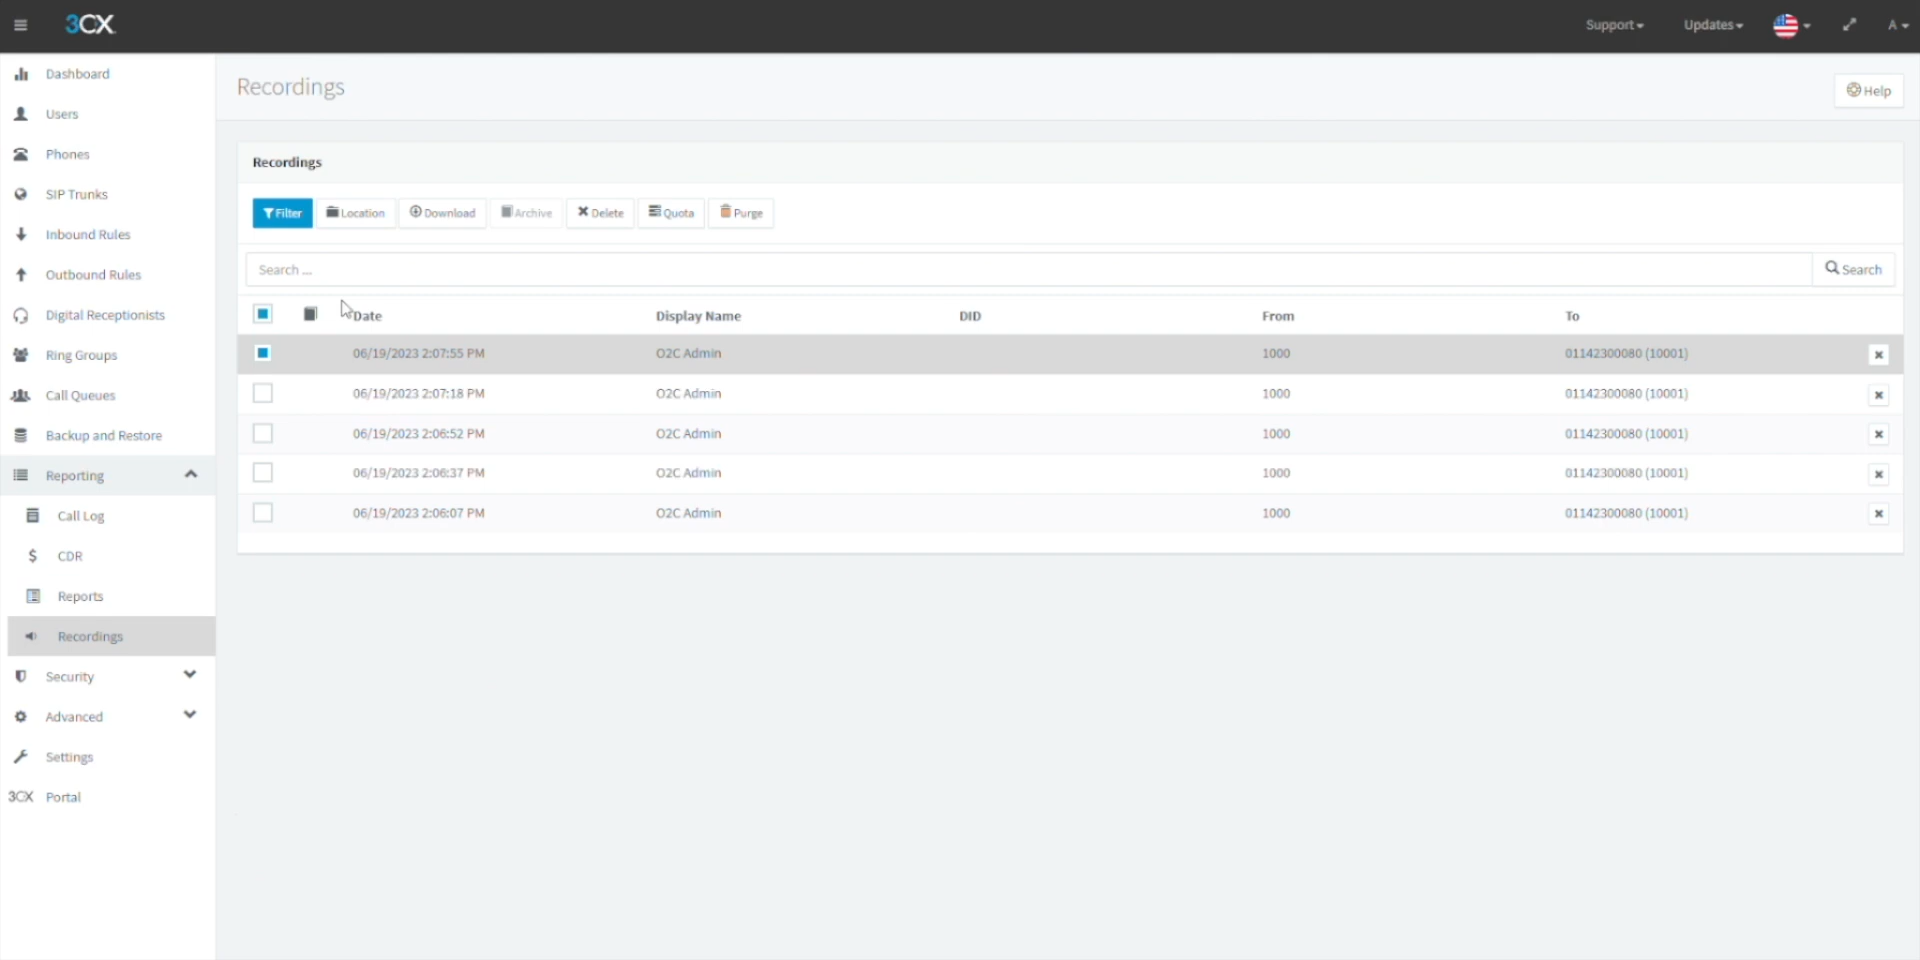 3CX
Support
Updates
A
Dashboard
Users
Phones
SIP Trunks
Inbound Rules
Outbound Rules
Digital Receptionists
Ring Groups
Call Queues
Backup and Restore
Reporting
Call Log
$ CDR
Reports
Recordings
Security
Advanced
Settings
3CX Portal
Recordings
Help
Recordings
Filter Location Download Archive Delete Quota Purge
Search ... Search
Date Display Name DID From To
06/19/2023 2:07:55 PM O2C Admin 1000 01142300080 (10001)
06/19/2023 2:07:18 PM O2C Admin 1000 01142300080 (10001)
06/19/2023 2:06:52 PM O2C Admin 1000 01142300080 (10001)
06/19/2023 2:06:37 PM O2C Admin 1000 01142300080 (10001)
06/19/2023 2:06:07 PM O2C Admin 1000 01142300080 (10001)